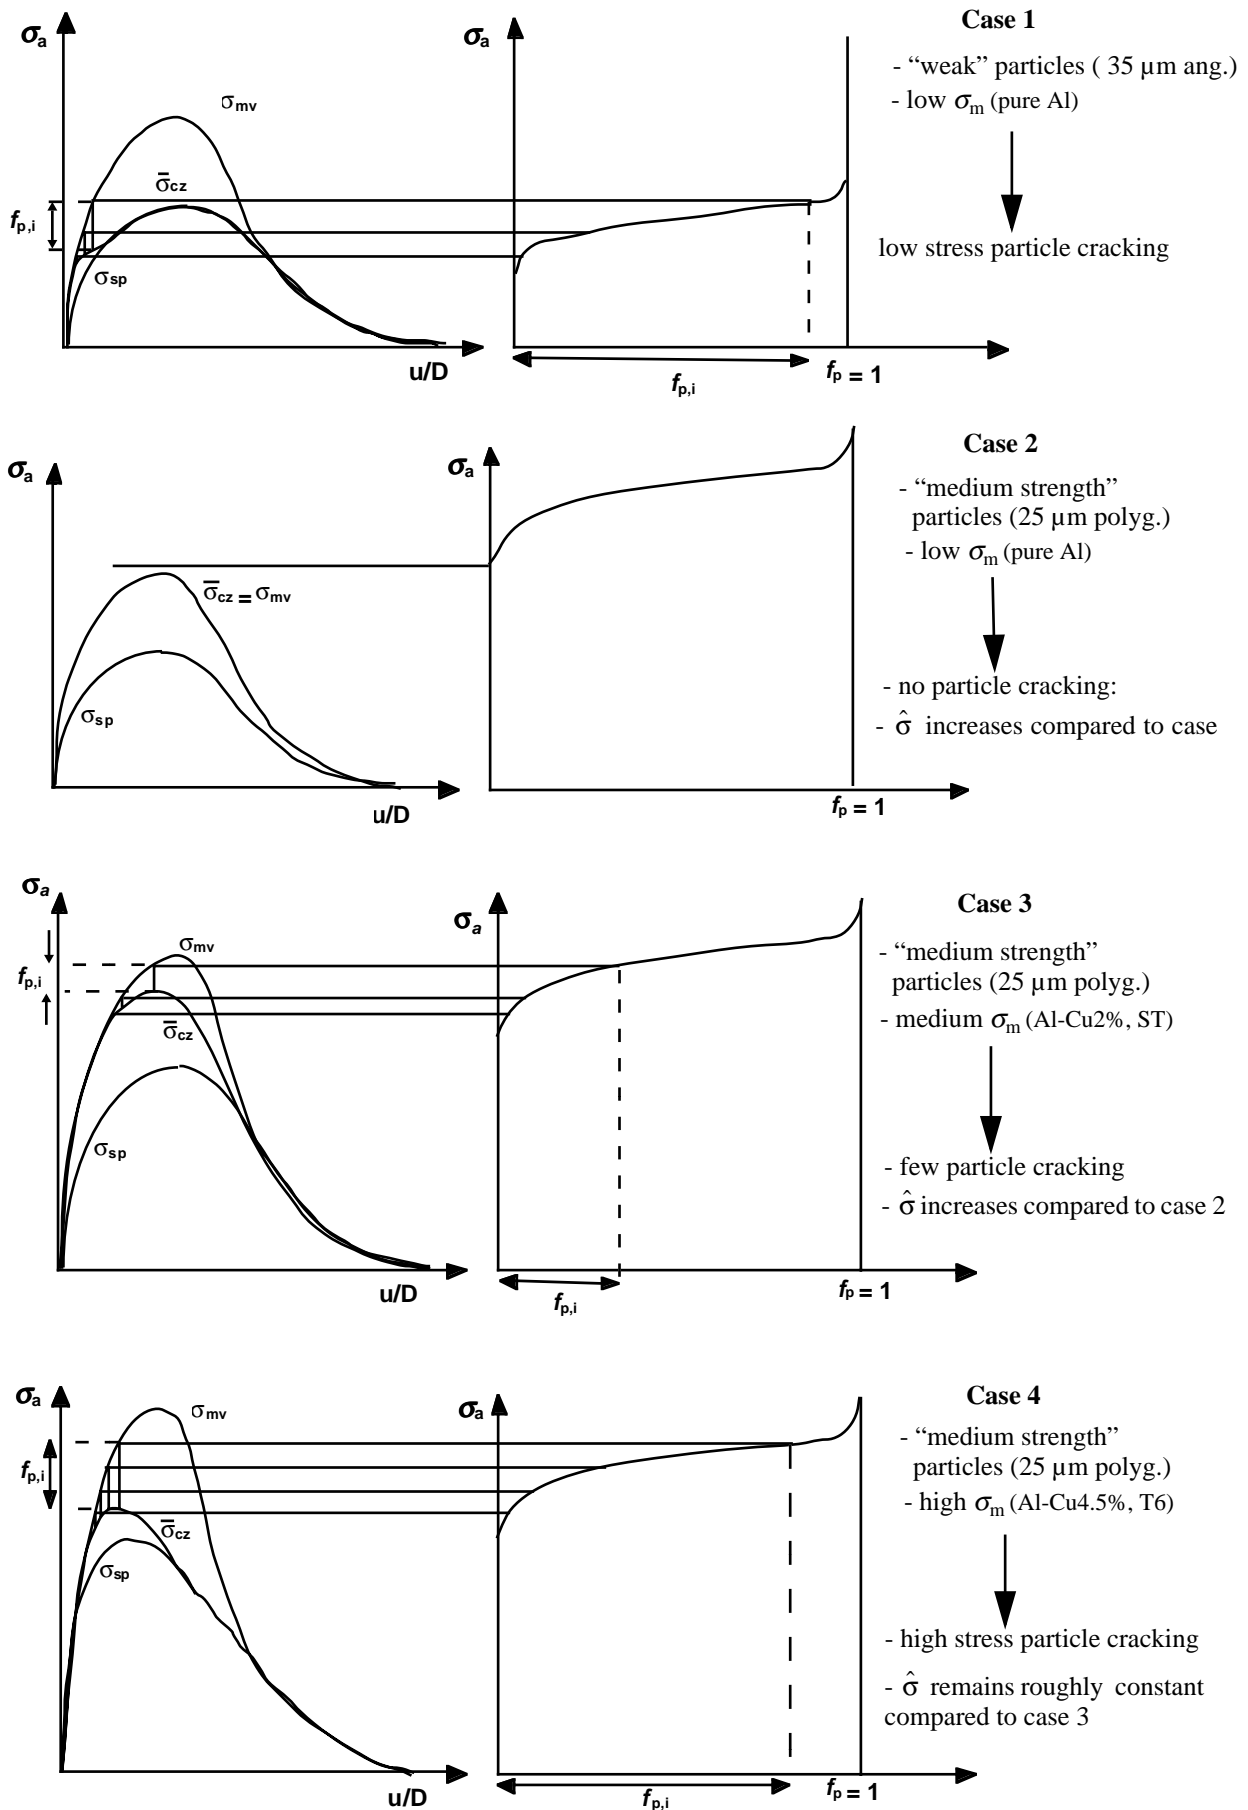 σa
σmv
σ̄cz
fp,i
σsp
u/D
σa
fp,i
fp = 1
Case 1
- “weak” particles ( 35 µm ang.)
- low σm (pure Al)
low stress particle cracking
σa
σ̄cz = σmv
σsp
u/D
σa
fp = 1
Case 2
- “medium strength”
particles (25 µm polyg.)
- low σm (pure Al)
- no particle cracking:
- σ̂ increases compared to case
σa
σmv
fp,i
σ̄cz
σsp
u/D
σa
fp,i
fp = 1
Case 3
- “medium strength”
particles (25 µm polyg.)
- medium σm (Al-Cu2%, ST)
- few particle cracking
- σ̂ increases compared to case 2
σa
σmv
fp,i
σ̄cz
σsp
u/D
σa
fp,i
fp = 1
Case 4
- “medium strength”
particles (25 µm polyg.)
- high σm (Al-Cu4.5%, T6)
- high stress particle cracking
- σ̂ remains roughly constant
compared to case 3